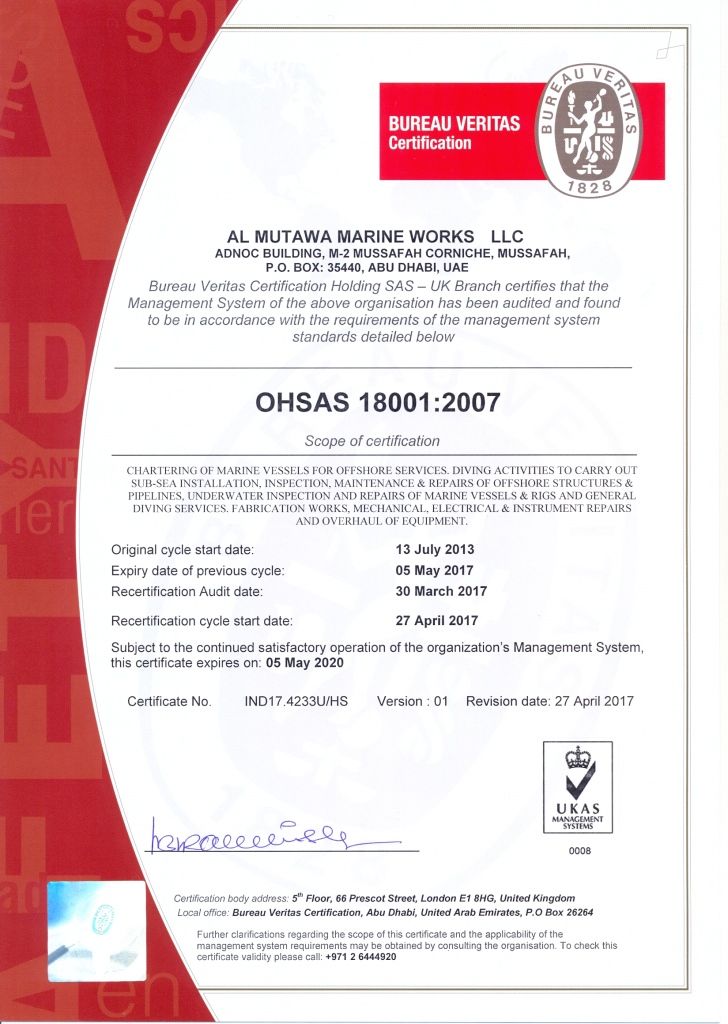 BUREAU VERITAS
Certification
BUREAU VERITAS
1828
AL MUTAWA MARINE WORKS LLC
ADNOC BUILDING, M-2 MUSSAFAH CORNICHE, MUSSAFAH,
P.O. BOX: 35440, ABU DHABI, UAE
Bureau Veritas Certification Holding SAS – UK Branch certifies that the
Management System of the above organisation has been audited and found
to be in accordance with the requirements of the management system
standards detailed below
OHSAS 18001:2007
Scope of certification
CHARTERING OF MARINE VESSELS FOR OFFSHORE SERVICES. DIVING ACTIVITIES TO CARRY OUT
SUB-SEA INSTALLATION, INSPECTION, MAINTENANCE & REPAIRS OF OFFSHORE STRUCTURES &
PIPELINES, UNDERWATER INSPECTION AND REPAIRS OF MARINE VESSELS & RIGS AND GENERAL
DIVING SERVICES. FABRICATION WORKS, MECHANICAL, ELECTRICAL & INSTRUMENT REPAIRS
AND OVERHAUL OF EQUIPMENT.
Original cycle start date: 13 July 2013
Expiry date of previous cycle: 05 May 2017
Recertification Audit date: 30 March 2017
Recertification cycle start date: 27 April 2017
Subject to the continued satisfactory operation of the organization's Management System,
this certificate expires on: 05 May 2020
Certificate No. IND17.4233U/HS Version : 01 Revision date: 27 April 2017
UKAS
MANAGEMENT
SYSTEMS
0008
Certification body address: 5th Floor, 66 Prescot Street, London E1 8HG, United Kingdom
Local office: Bureau Veritas Certification, Abu Dhabi, United Arab Emirates, P.O Box 26264
Further clarifications regarding the scope of this certificate and the applicability of the
management system requirements may be obtained by consulting the organisation. To check this
certificate validity please call: +971 2 6444920